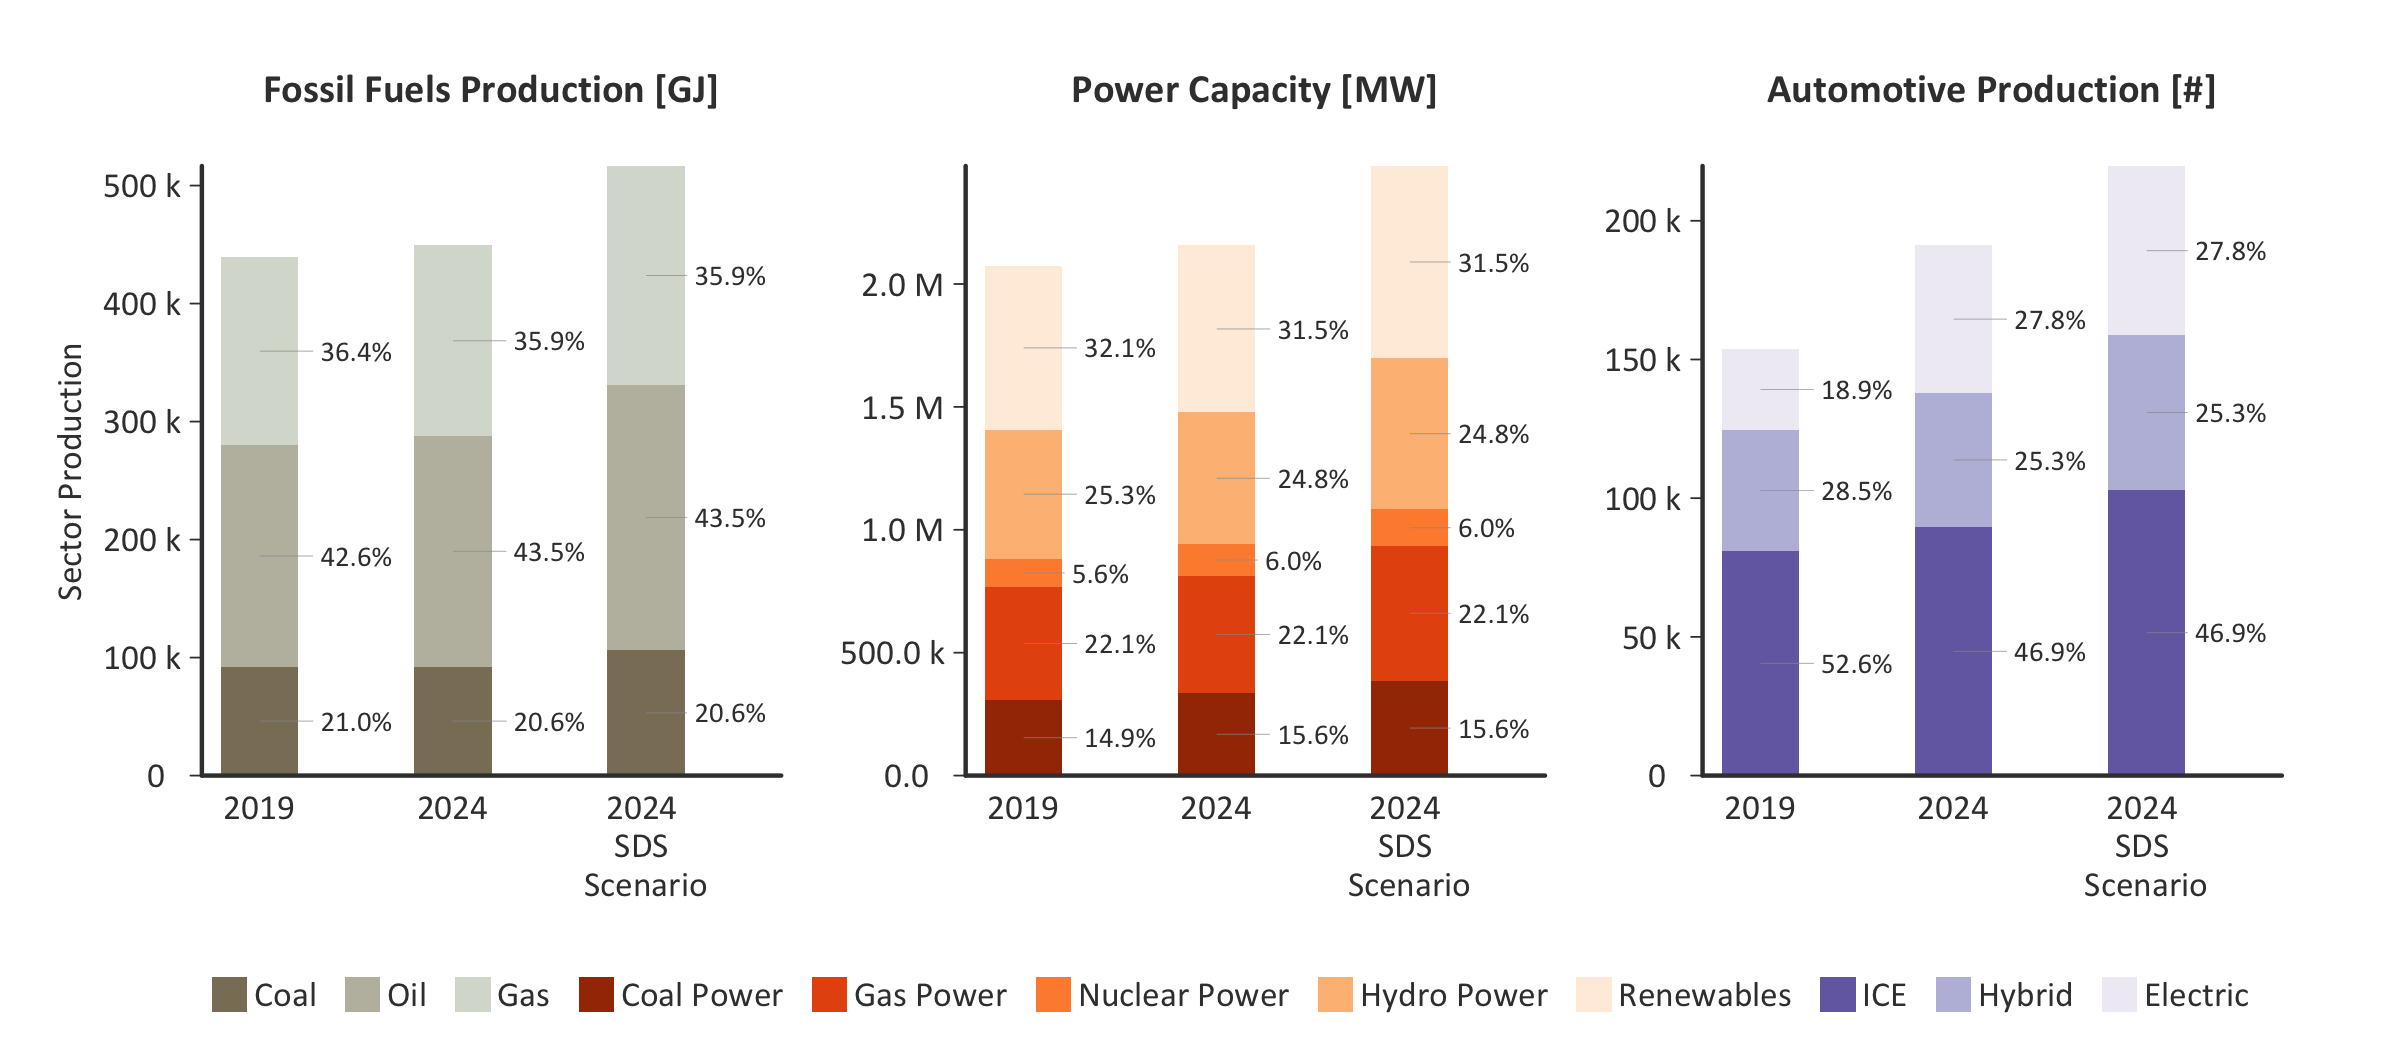 Fossil Fuels Production [GJ]
Power Capacity [MW]
Automotive Production [#]
Sector Production
500 k
400 k
300 k
200 k
100 k
0
36.4%
42.6%
21.0%
35.9%
43.5%
20.6%
35.9%
43.5%
20.6%
2019
2024
2024
SDS
Scenario
2.0 M
1.5 M
1.0 M
500.0 k
0.0
32.1%
25.3%
5.6%
22.1%
14.9%
31.5%
24.8%
6.0%
22.1%
15.6%
31.5%
24.8%
6.0%
22.1%
15.6%
2019
2024
2024
SDS
Scenario
200 k
150 k
100 k
50 k
0
18.9%
28.5%
52.6%
27.8%
25.3%
46.9%
27.8%
25.3%
46.9%
2019
2024
2024
SDS
Scenario
Coal Oil Gas Coal Power Gas Power Nuclear Power Hydro Power Renewables ICE Hybrid Electric